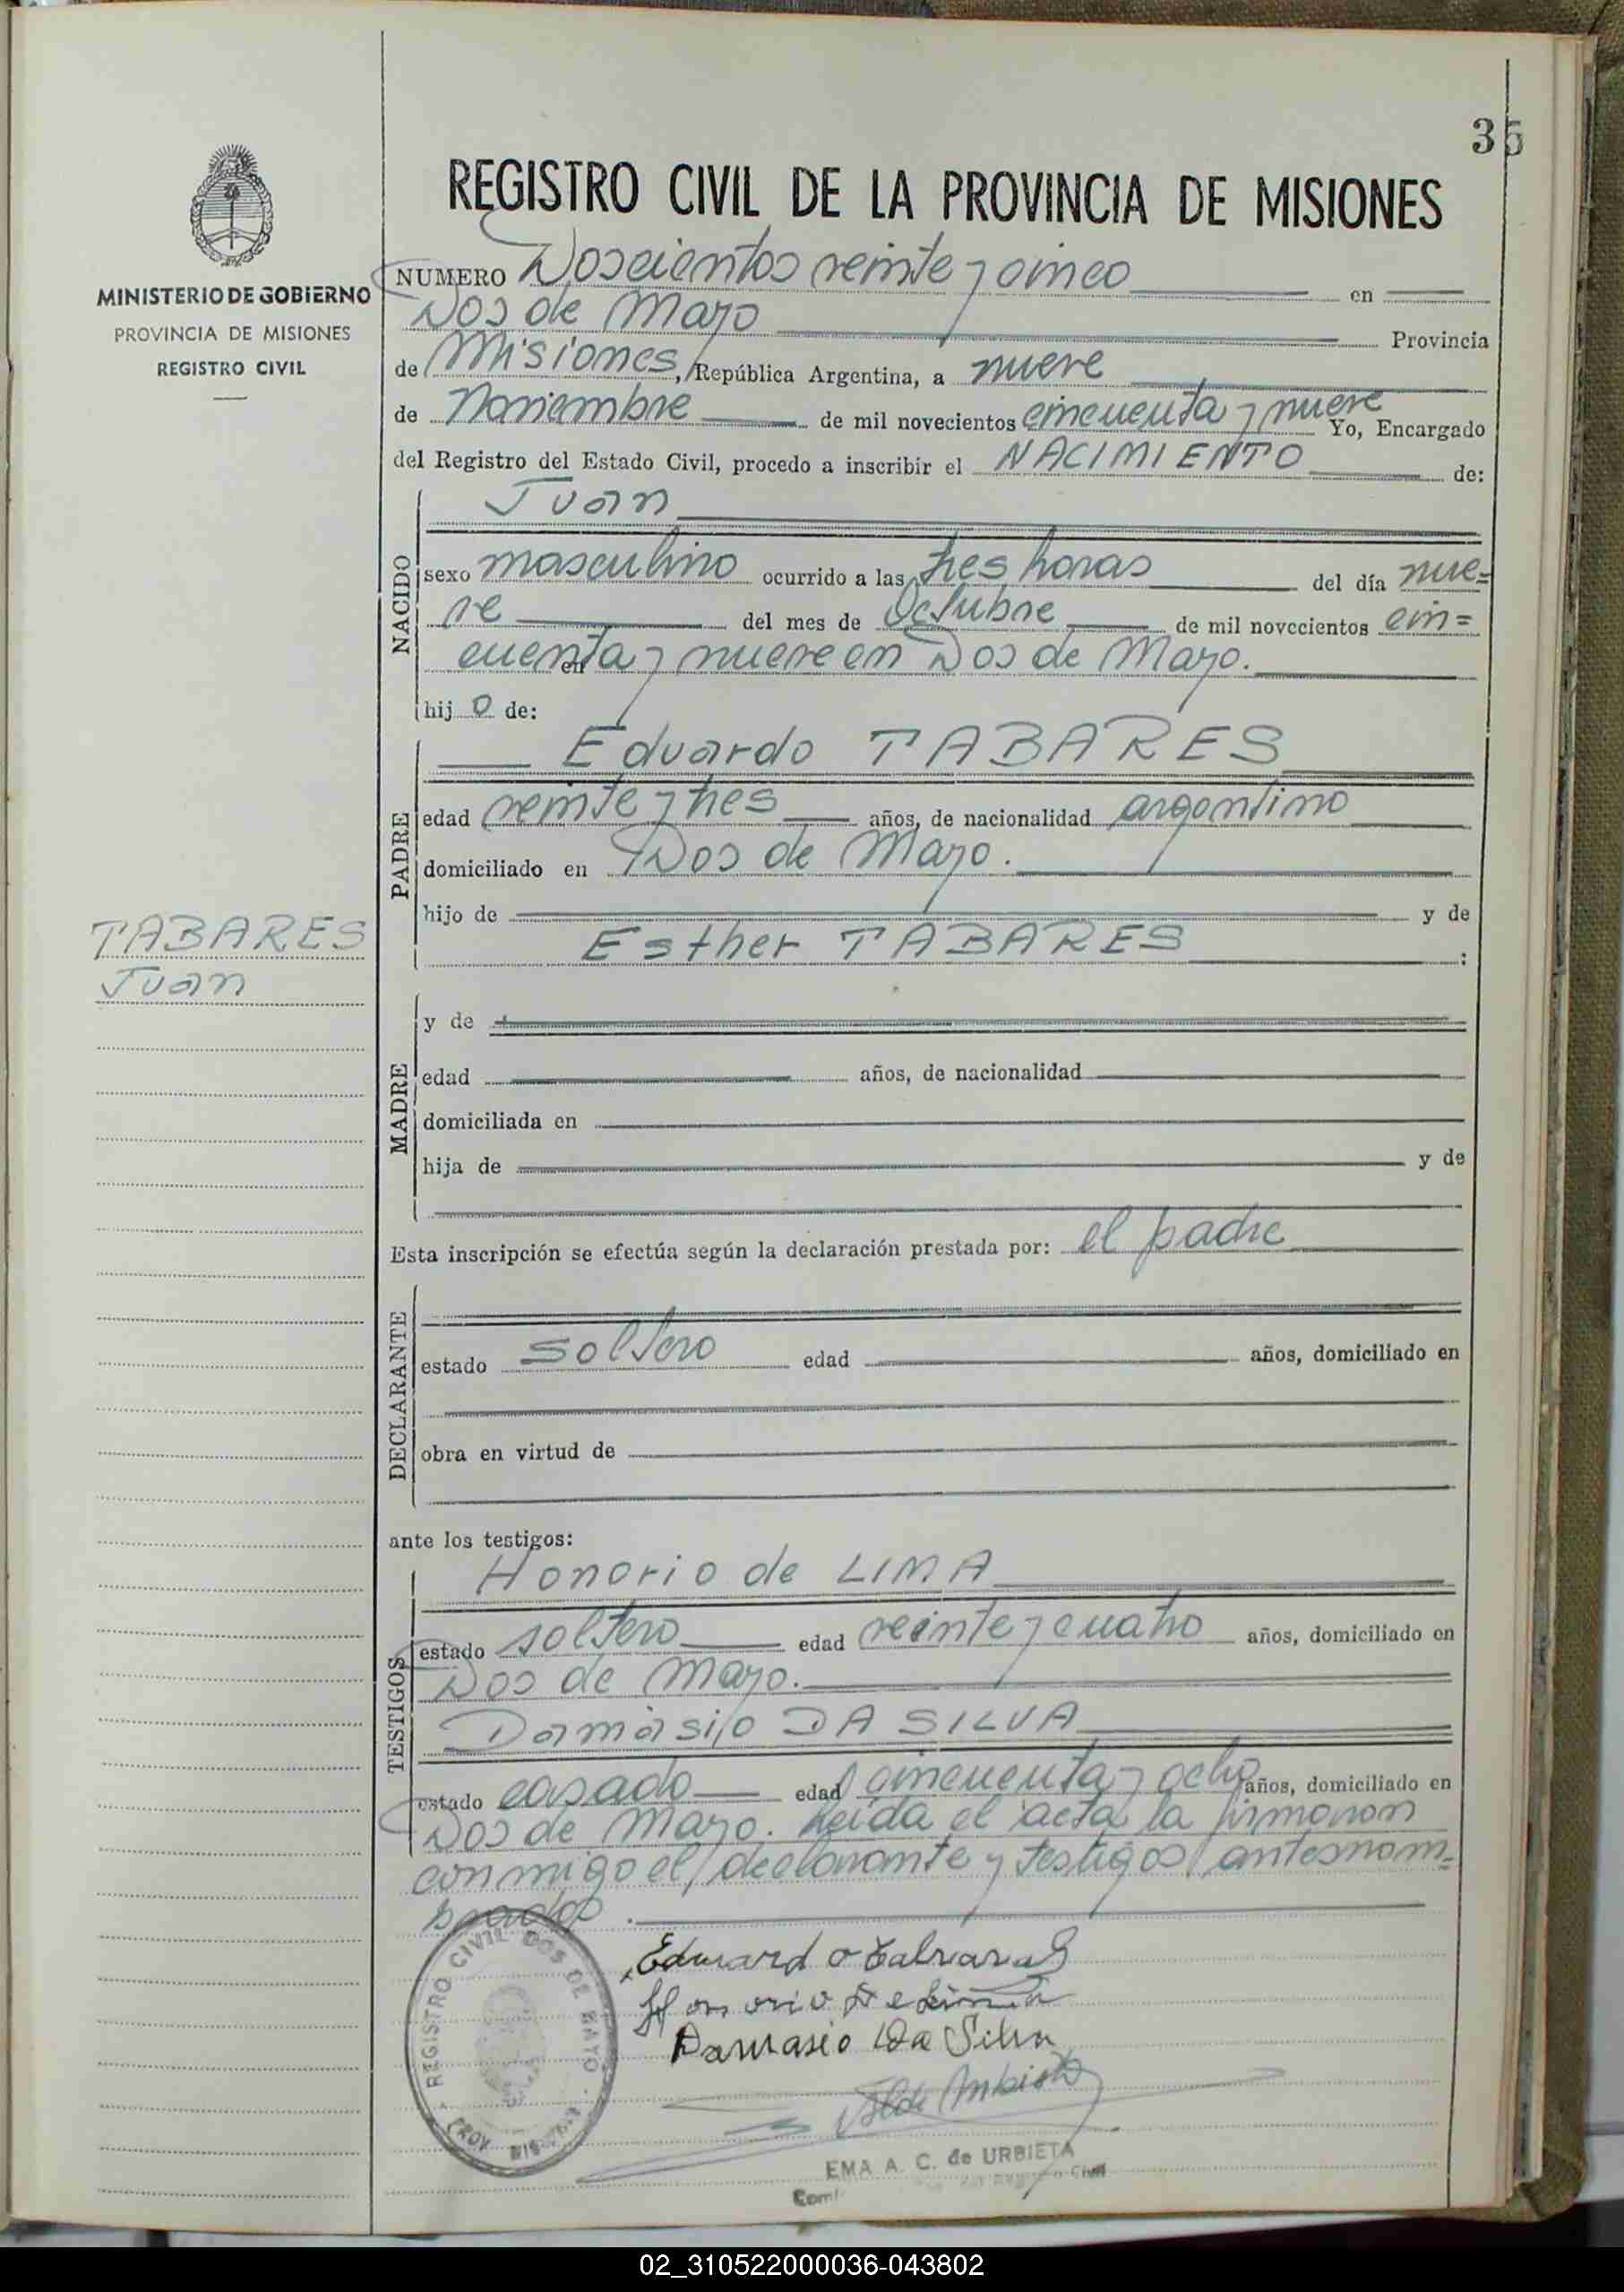 35
REGISTRO CIVIL DE LA PROVINCIA DE MISIONES
MINISTERIO DE GOBIERNO
PROVINCIA DE MISIONES
REGISTRO CIVIL
NUMERO Doscientos veinte y cinco en
Dos de Mayo Provincia
de Misiones, República Argentina, a nueve
de Noviembre de mil novecientos cincuenta y nueve Yo, Encargado
del Registro del Estado Civil, procedo a inscribir el NACIMIENTO de:
Juan
NACIDO
sexo masculino ocurrido a las tres horas del día nue=
ve del mes de Octubre de mil novecientos cin=
en cuenta y nueve en Dos de Mayo.
hij o de:
Eduardo TABARES
PADRE
edad veinte y tres años, de nacionalidad argentino
domiciliado en Dos de Mayo.
hijo de y de
Esther TABARES :
TABARES
Juan
y de
MADRE
edad años, de nacionalidad
domiciliada en
hija de y de
Esta inscripción se efectúa según la declaración prestada por: el padre
DECLARANTE
estado soltero edad años, domiciliado en
obra en virtud de
ante los testigos:
Honorio de LIMA
TESTIGOS
estado soltero edad veinte y cuatro años, domiciliado en
Dos de Mayo.
Damásio DA SILVA
estado casado edad cincuenta y ocho años, domiciliado en
Dos de Mayo. Leída el acta la firmaron
conmigo el declarante y testigos antesnom=
brados.
REGISTRO CIVIL DOS DE MAYO
PROV. MISIONES
Eduardo
Honorio De Lima
Damasio Da Silva
EMA A. C. de URBIETA
Civil
02_310522000036-043802